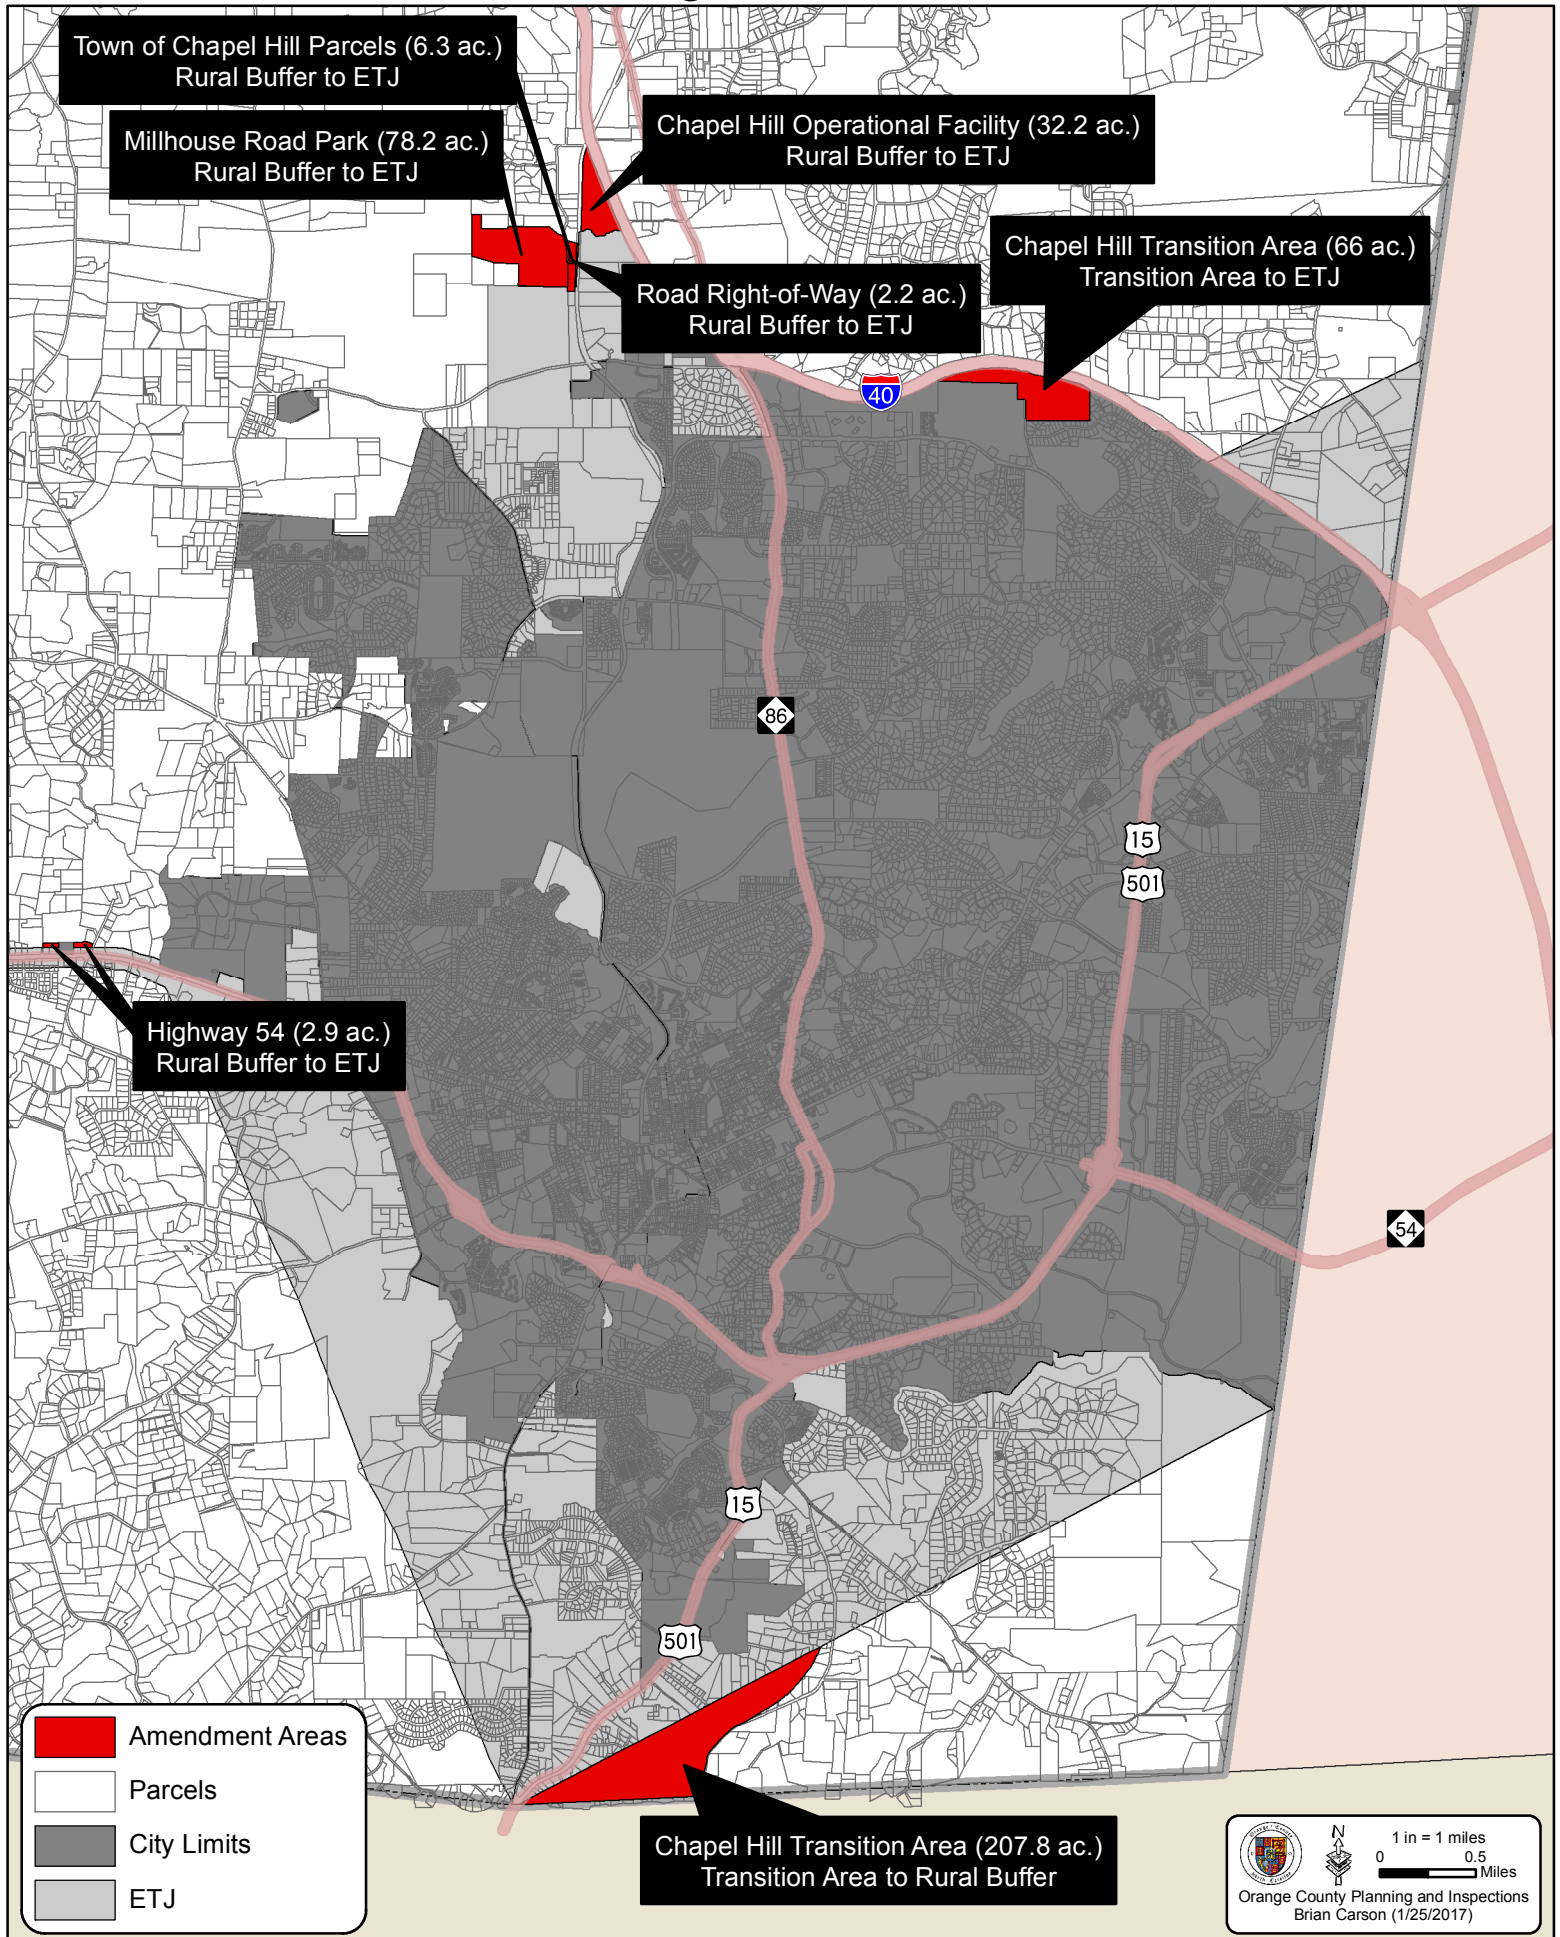 Town of Chapel Hill Parcels (6.3 ac.)
Rural Buffer to ETJ
Millhouse Road Park (78.2 ac.)
Rural Buffer to ETJ
Chapel Hill Operational Facility (32.2 ac.)
Rural Buffer to ETJ
Chapel Hill Transition Area (66 ac.)
Transition Area to ETJ
Road Right-of-Way (2.2 ac.)
Rural Buffer to ETJ
40
86
15
501
Highway 54 (2.9 ac.)
Rural Buffer to ETJ
54
15
501
Amendment Areas
Parcels
City Limits
ETJ
Chapel Hill Transition Area (207.8 ac.)
Transition Area to Rural Buffer
Orange County
North Carolina
N
1 in = 1 miles
0 0.5
Miles
Orange County Planning and Inspections
Brian Carson (1/25/2017)